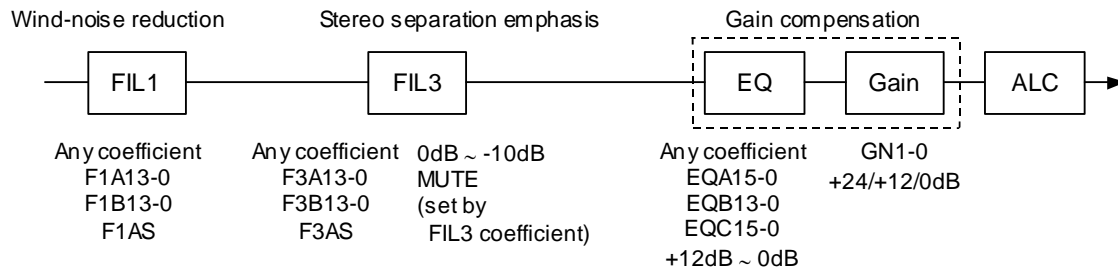 Wind-noise reduction
Stereo separation emphasis
Gain compensation
FIL1
FIL3
EQ
Gain
ALC
Any coefficient
F1A13-0
F1B13-0
F1AS
Any coefficient
F3A13-0
F3B13-0
F3AS
0dB ~ -10dB
MUTE
(set by
FIL3 coefficient)
Any coefficient
EQA15-0
EQB13-0
EQC15-0
+12dB ~ 0dB
GN1-0
+24/+12/0dB